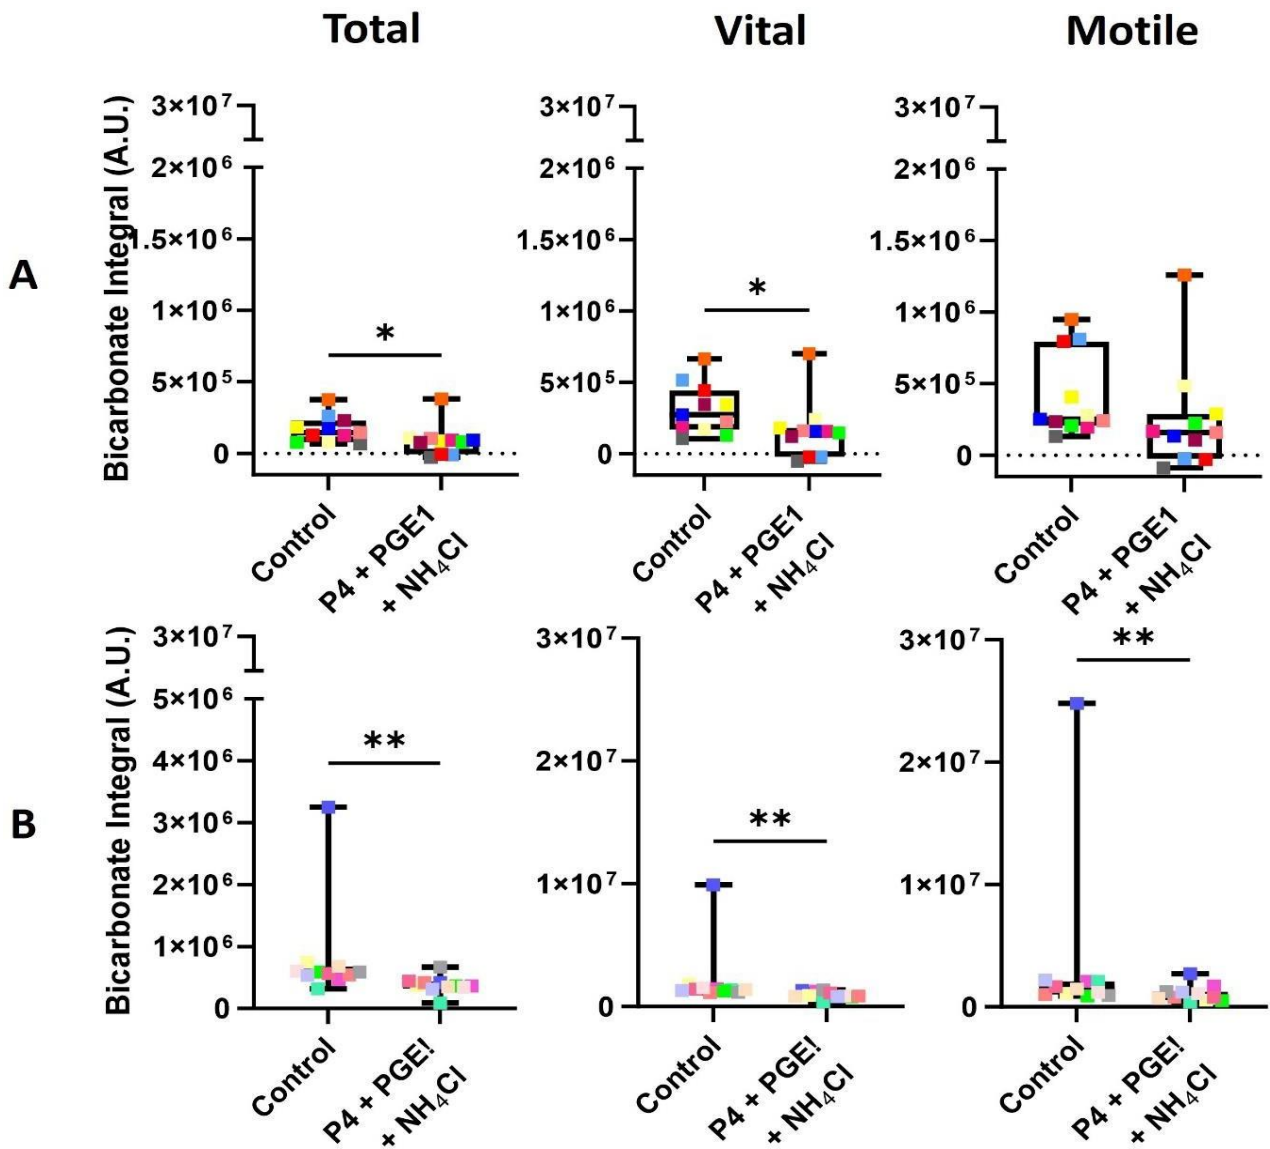 Total Vital Motile
A
Bicarbonate Integral (A.U.)
3×10⁷
2×10⁶
1.5×10⁶
1×10⁶
5×10⁵
0
*
Control
P4 + PGE1
+ NH₄Cl
3×10⁷
2×10⁶
1.5×10⁶
1×10⁶
5×10⁵
0
*
Control
P4 + PGE1
+ NH₄Cl
3×10⁷
2×10⁶
1.5×10⁶
1×10⁶
5×10⁵
0
Control
P4 + PGE1
+ NH₄Cl
B
Bicarbonate Integral (A.U.)
3×10⁷
5×10⁶
4×10⁶
3×10⁶
2×10⁶
1×10⁶
0
**
Control
P4 + PGE!
+ NH₄Cl
3×10⁷
2×10⁷
1×10⁷
0
**
Control
P4 + PGE!
+ NH₄Cl
3×10⁷
2×10⁷
1×10⁷
0
**
Control
P4 + PGE!
+ NH₄Cl